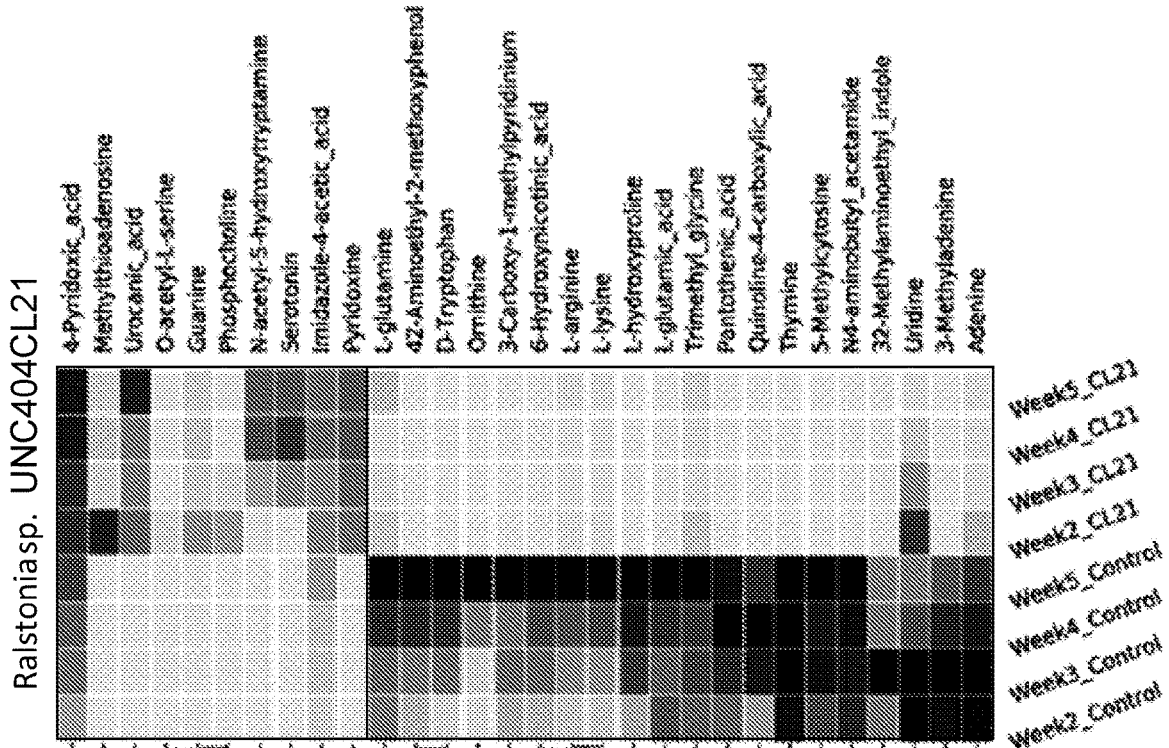 Ralstoniasp. UNC404CL21
4-Pyridoxic_acid
Methylthioadenosine
Urocanic_acid
O-acetyl-L-serine
Guanine
Phosphocholine
N-acetyl-5-hydroxytryptamine
Serotonin
Imidazole-4-acetic_acid
Pyridoxine
L-glutamine
42-Aminoethyl-2-methoxyphenol
D-Tryptophan
Ornithine
3-Carboxy-1-methylpyridinium
6-Hydroxynicotinic_acid
L-arginine
L-lysine
L-hydroxyproline
L-glutamic_acid
Trimethyl_glycine
Pantothenic_acid
Quinoline-4-carboxylic_acid
Thymine
5-Methylcytosine
N4-aminobutyl_acetamide
32-Methylaminoethyl_indole
Uridine
3-Methyladenine
Adenine
Week5_CL21
Week4_CL21
Week3_CL21
Week2_CL21
Week5_Control
Week4_Control
Week3_Control
Week2_Control